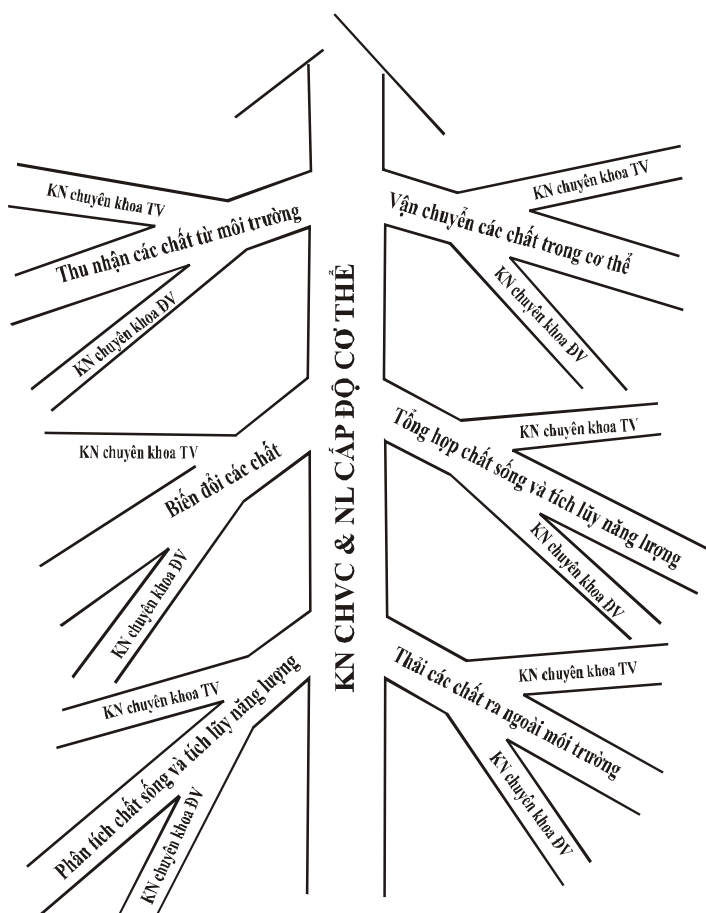 KN chuyên khoa TV
Thu nhận các chất từ môi trường
KN chuyên khoa ĐV
KN chuyên khoa TV
Vận chuyển các chất trong cơ thể
KN chuyên khoa ĐV
KN CHVC & NL CẤP ĐỘ CƠ THỂ
KN chuyên khoa TV
Biến đổi các chất
KN chuyên khoa ĐV
KN chuyên khoa TV
Tổng hợp chất sống và tích lũy năng lượng
KN chuyên khoa ĐV
KN chuyên khoa TV
Phân tích chất sống và tích lũy năng lượng
KN chuyên khoa ĐV
KN chuyên khoa TV
Thải các chất ra ngoài môi trường
KN chuyên khoa ĐV